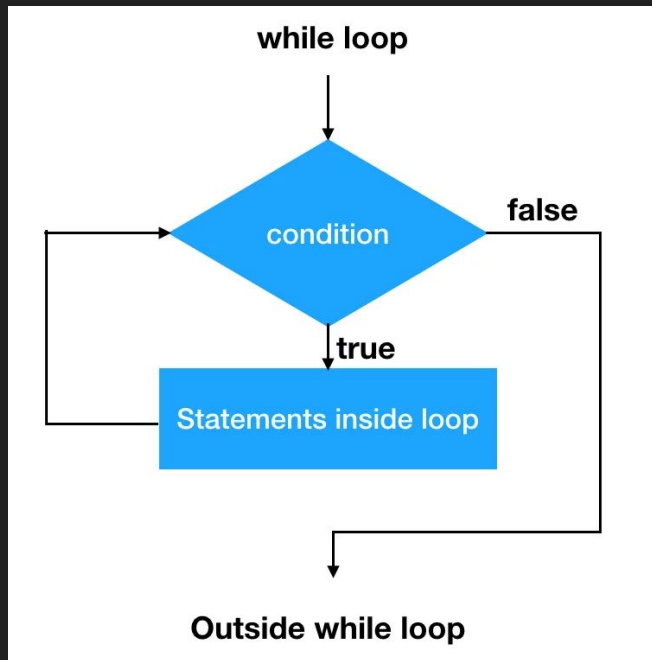 while loop
condition
false
true
Statements inside loop
Outside while loop